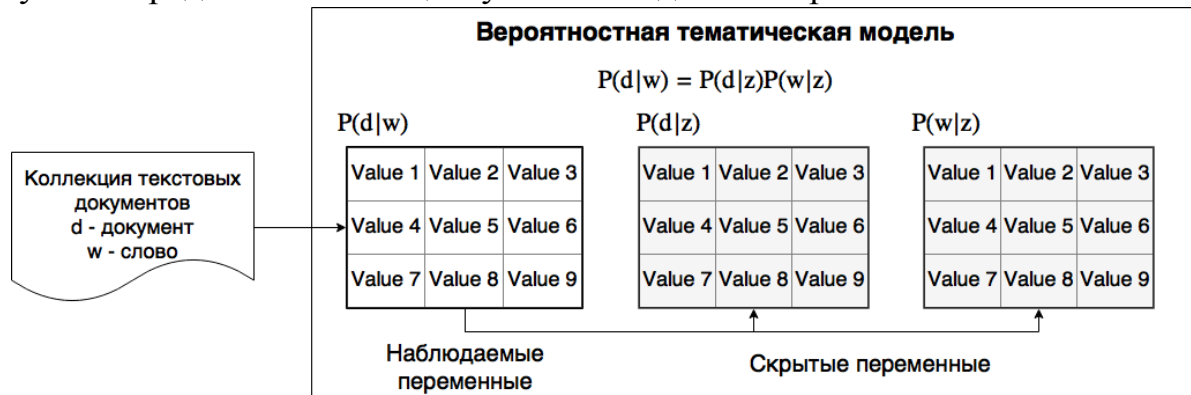 Вероятностная тематическая модель
P(d|w) = P(d|z)P(w|z)
P(d|w) P(d|z) P(w|z)
Коллекция текстовых
документов
d - документ
w - слово
Value 1 Value 2 Value 3 Value 1 Value 2 Value 3 Value 1 Value 2 Value 3
Value 4 Value 5 Value 6 Value 4 Value 5 Value 6 Value 4 Value 5 Value 6
Value 7 Value 8 Value 9 Value 7 Value 8 Value 9 Value 7 Value 8 Value 9
Наблюдаемые
переменные
Скрытые переменные